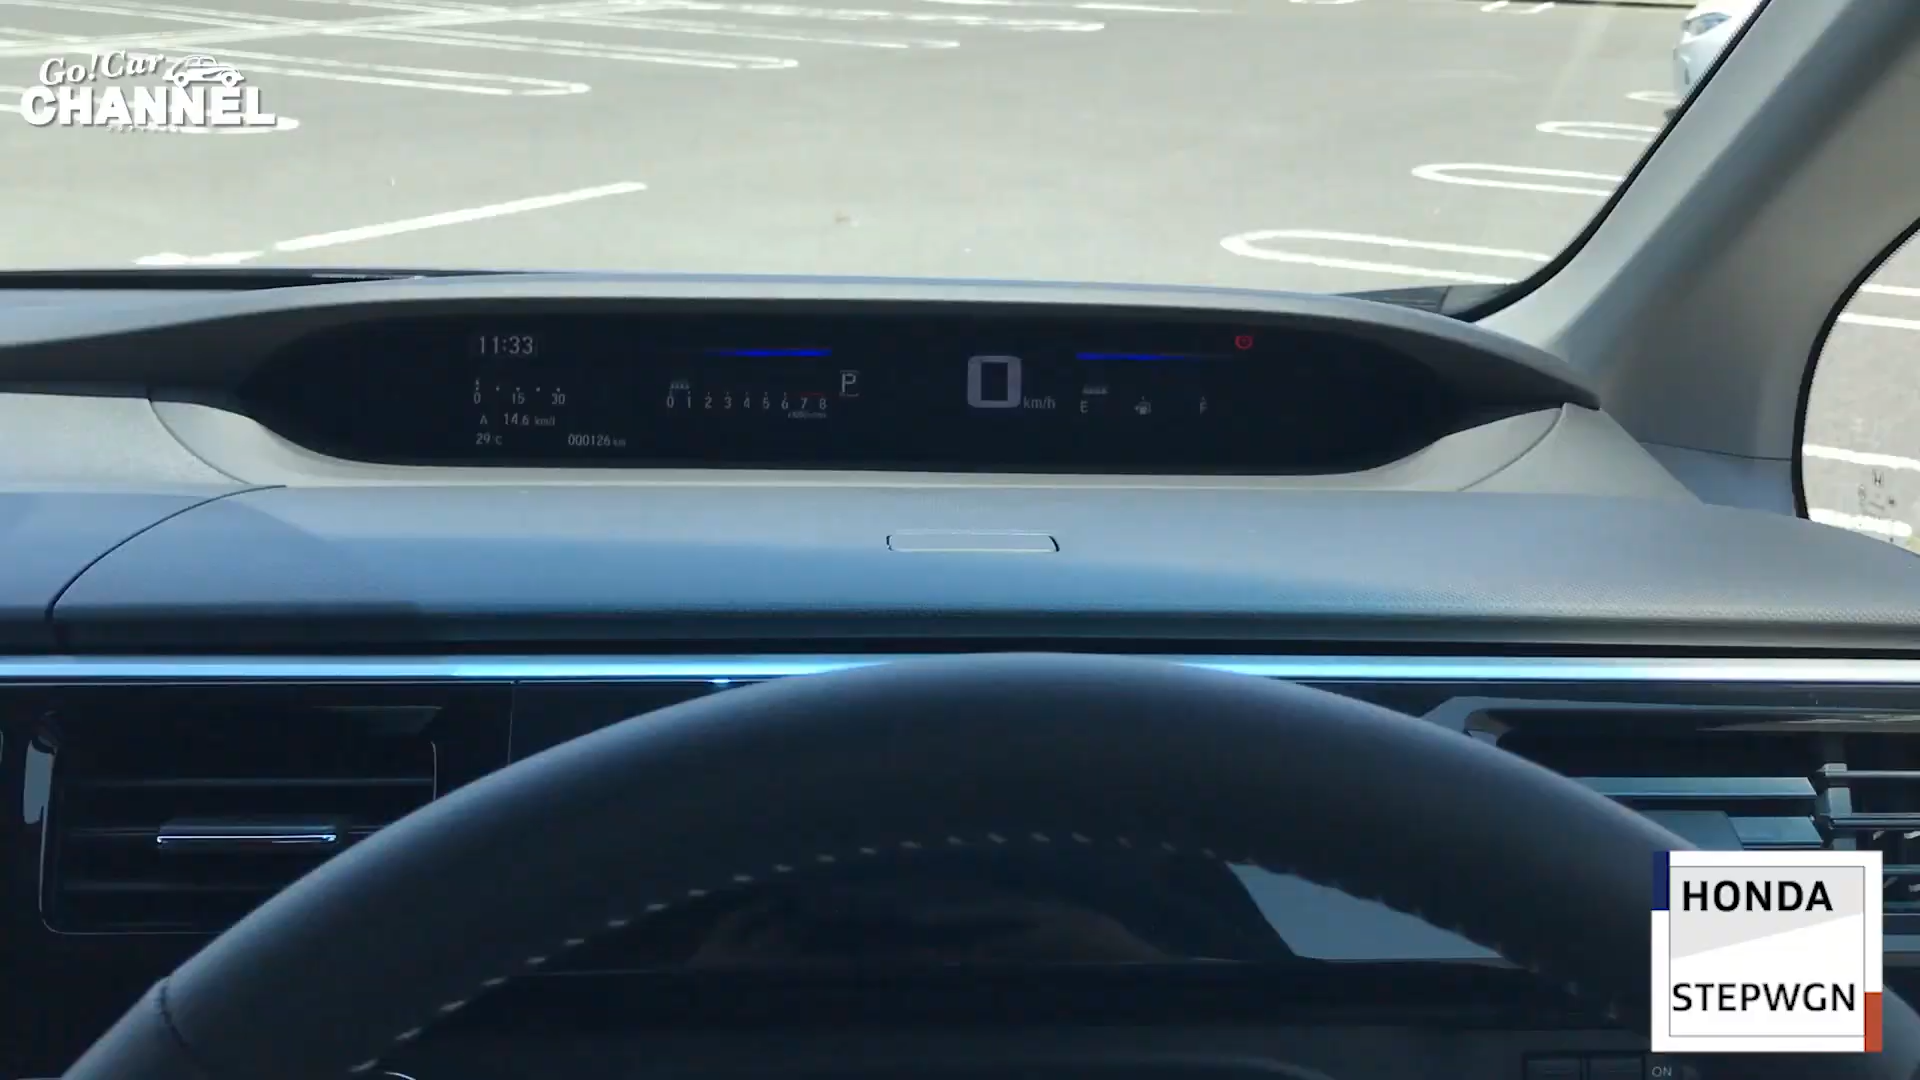 Go!Car
CHANNEL
11:33
0 15 30
A 14.6 km/l
29°C 000126 km
0 1 2 3 4 5 6 7 8
P
0 km/h
E F
HONDA
STEPWGN
ON